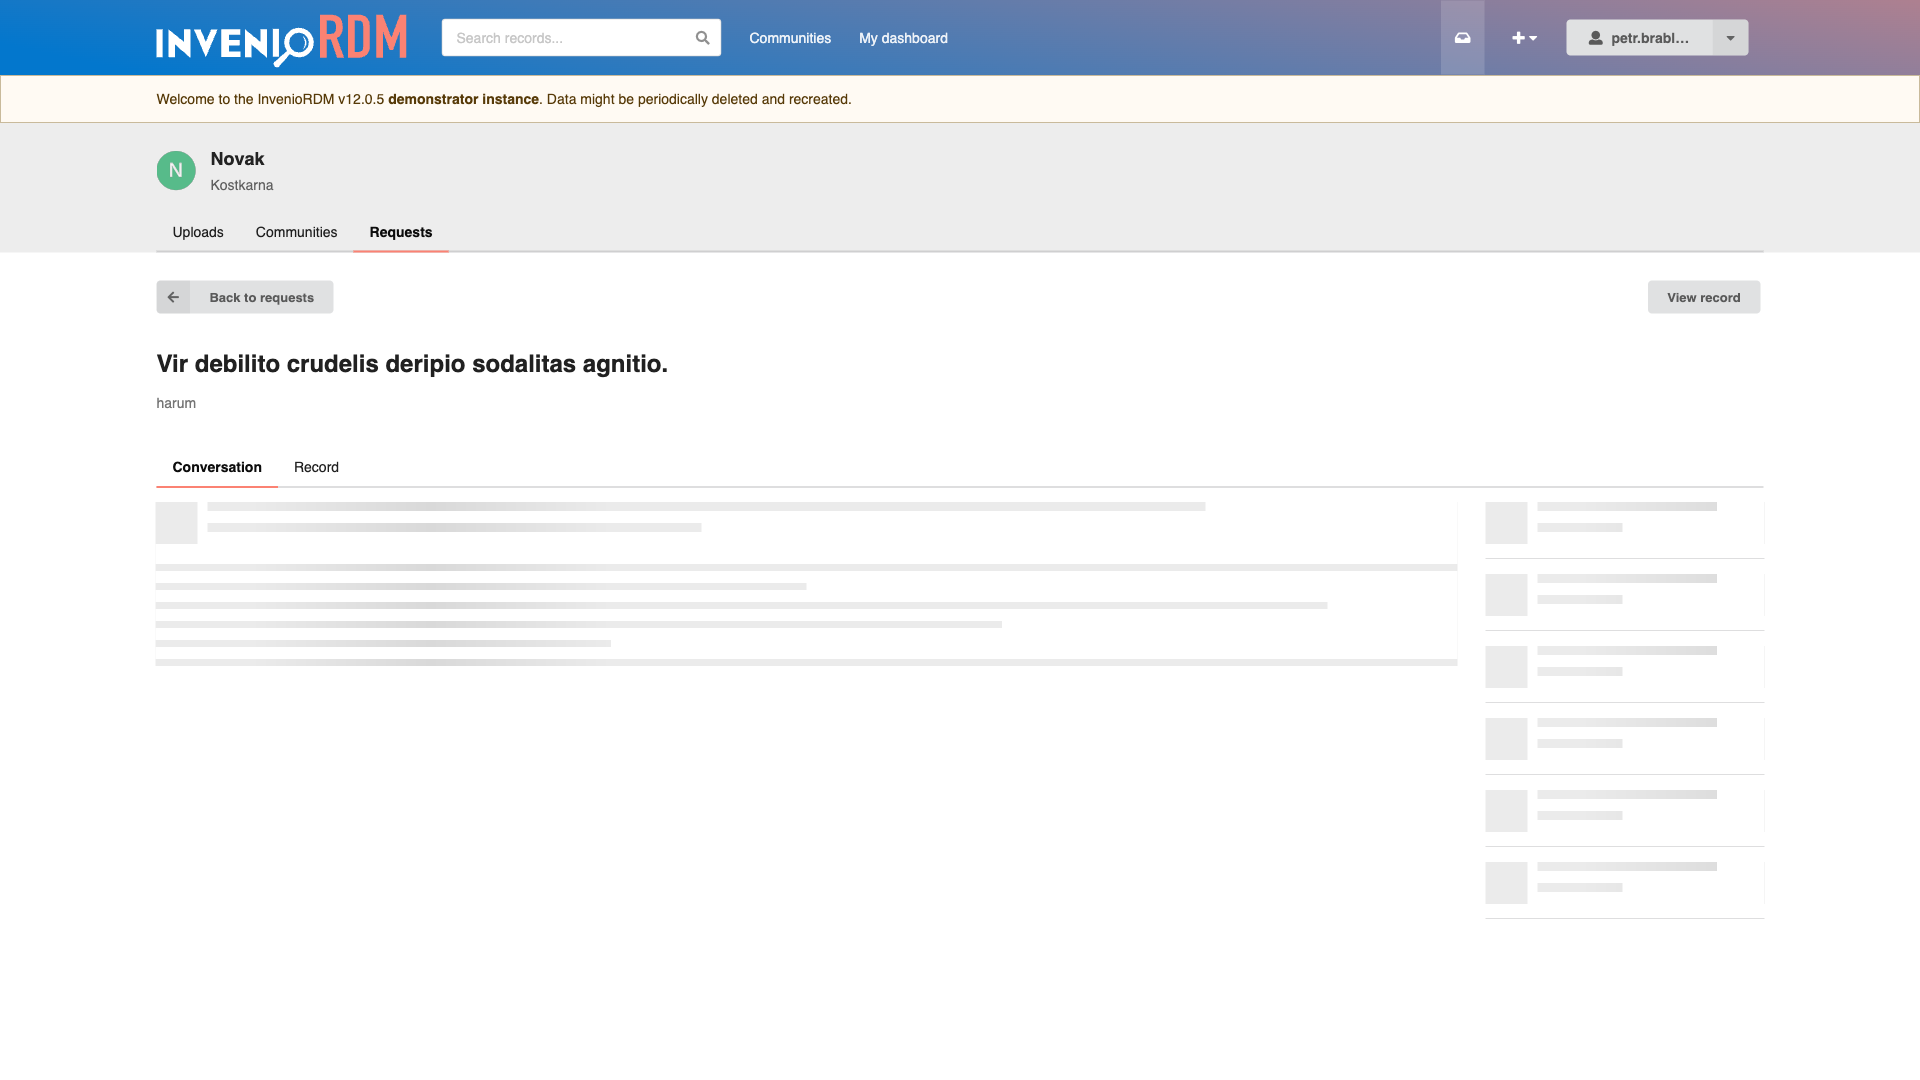 INVENIO RDM
Search records...
Communities
My dashboard
petr.brabl...
Welcome to the InvenioRDM v12.0.5 demonstrator instance. Data might be periodically deleted and recreated.
N
Novak
Kostkarna
Uploads
Communities
Requests
Back to requests
View record
Vir debilito crudelis deripio sodalitas agnitio.
harum
Conversation
Record